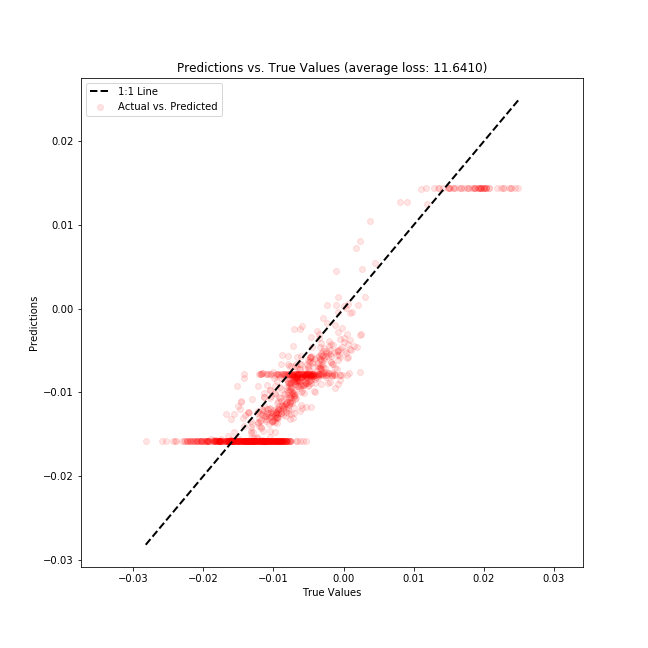 Predictions vs. True Values (average loss: 11.6410)
1:1 Line
Actual vs. Predicted
0.02
0.01
0.00
−0.01
−0.02
−0.03
Predictions
−0.03 −0.02 −0.01 0.00 0.01 0.02 0.03
True Values